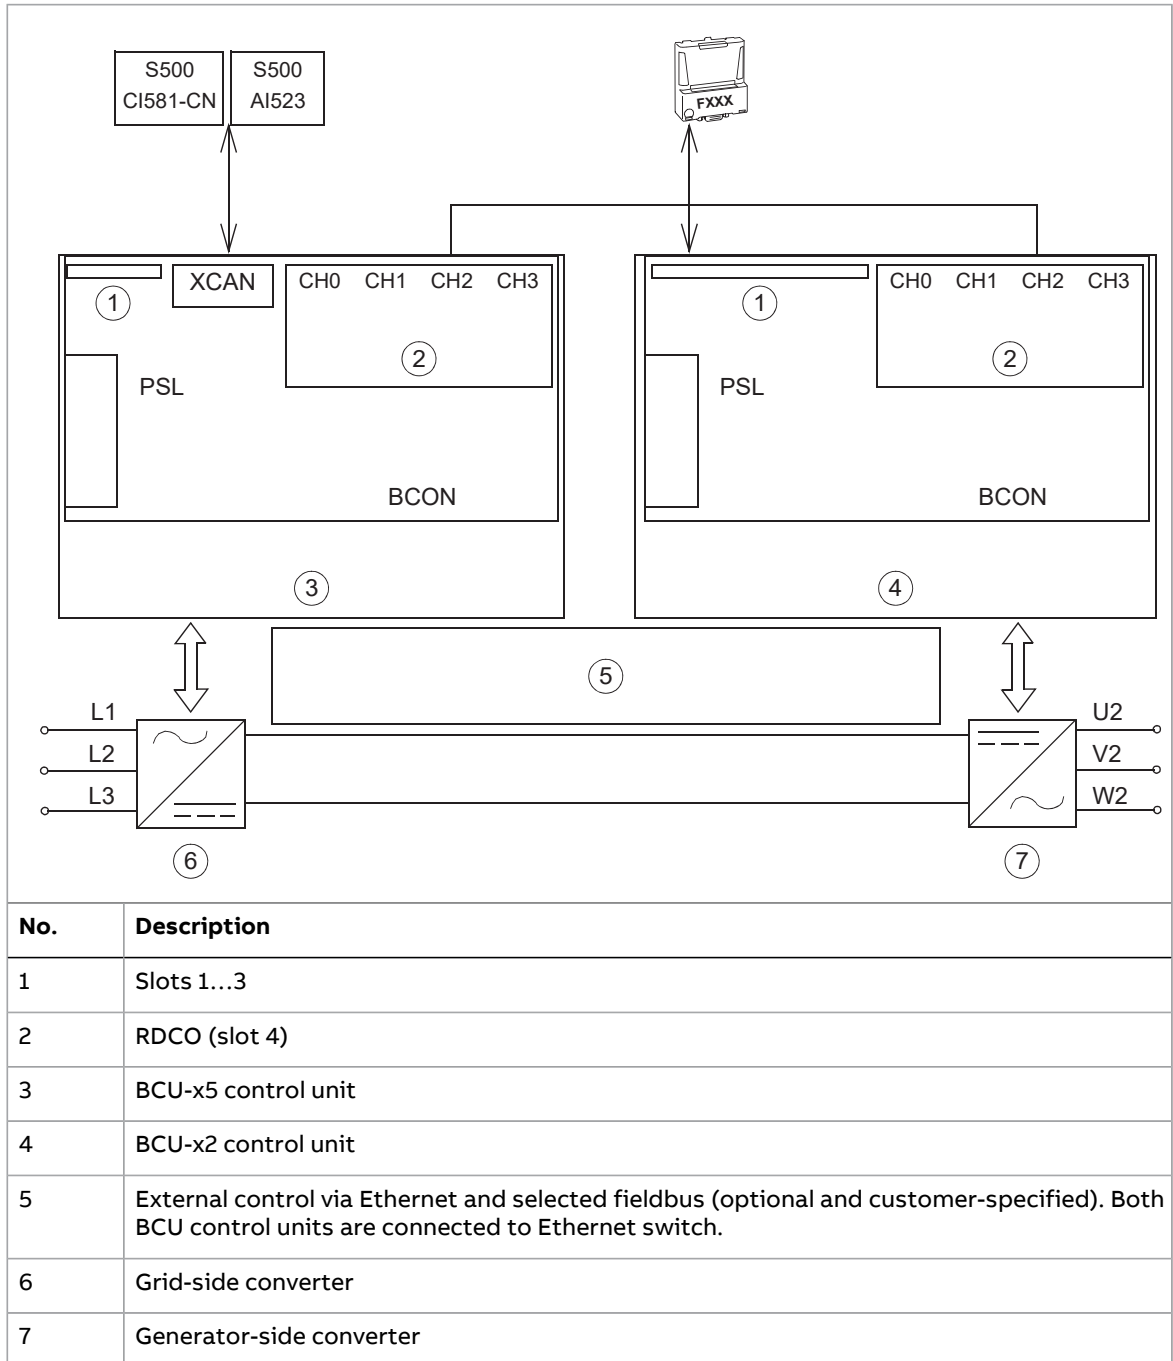 S500
CI581-CN
S500
AI523
FXXX
XCAN
CH0 CH1 CH2 CH3
1
2
PSL
BCON
3
CH0 CH1 CH2 CH3
1
2
PSL
BCON
4
5
L1
L2
L3
6
U2
V2
W2
7
No. Description
1 Slots 1…3
2 RDCO (slot 4)
3 BCU-x5 control unit
4 BCU-x2 control unit
5 External control via Ethernet and selected fieldbus (optional and customer-specified). Both
BCU control units are connected to Ethernet switch.
6 Grid-side converter
7 Generator-side converter